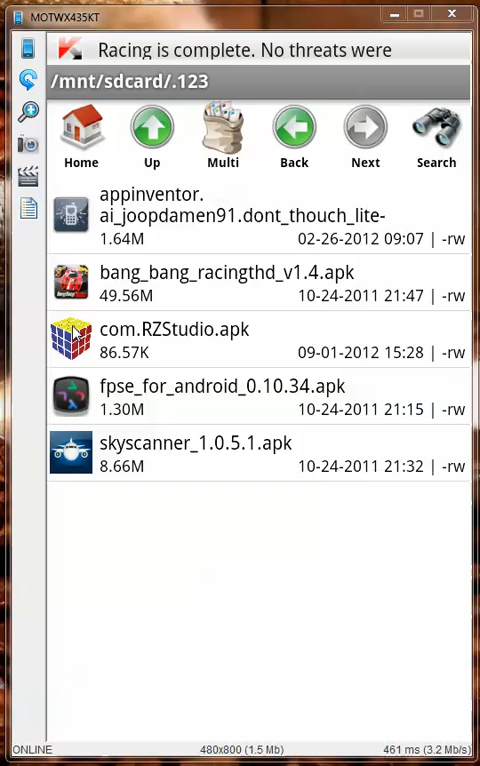 MOTWX435KT
Racing is complete. No threats were
/mnt/sdcard/.123
Home Up Multi Back Next Search
appinventor.
ai_joopdamen91.dont_thouch_lite-
1.64M 02-26-2012 09:07 | -rw
bang_bang_racingthd_v1.4.apk
49.56M 10-24-2011 21:47 | -rw
com.RZStudio.apk
86.57K 09-01-2012 15:28 | -rw
fpse_for_android_0.10.34.apk
1.30M 10-24-2011 21:15 | -rw
skyscanner_1.0.5.1.apk
8.66M 10-24-2011 21:32 | -rw
ONLINE 480x800 (1.5 Mb) 461 ms (3.2 Mb/s)